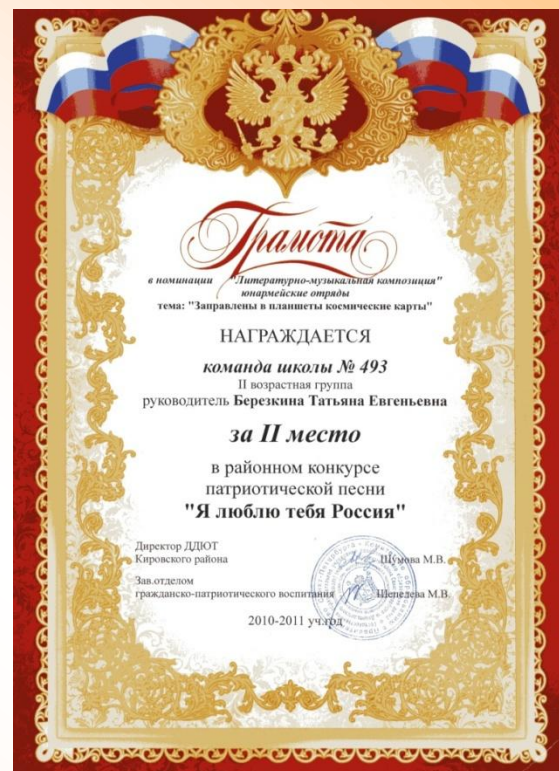 Грамота
в номинации "Литературно-музыкальная композиция"
юнармейские отряды
тема: "Заправлены в планшеты космические карты"
НАГРАЖДАЕТСЯ
команда школы № 493
II возрастная группа
руководитель Березкина Татьяна Евгеньевна
за II место
в районном конкурсе
патриотической песни
"Я люблю тебя Россия"
Директор ДДЮТ
Кировского района Шумова М.В.
Зав.отделом
гражданско-патриотического воспитания Шепелева М.В.
2010-2011 уч.год